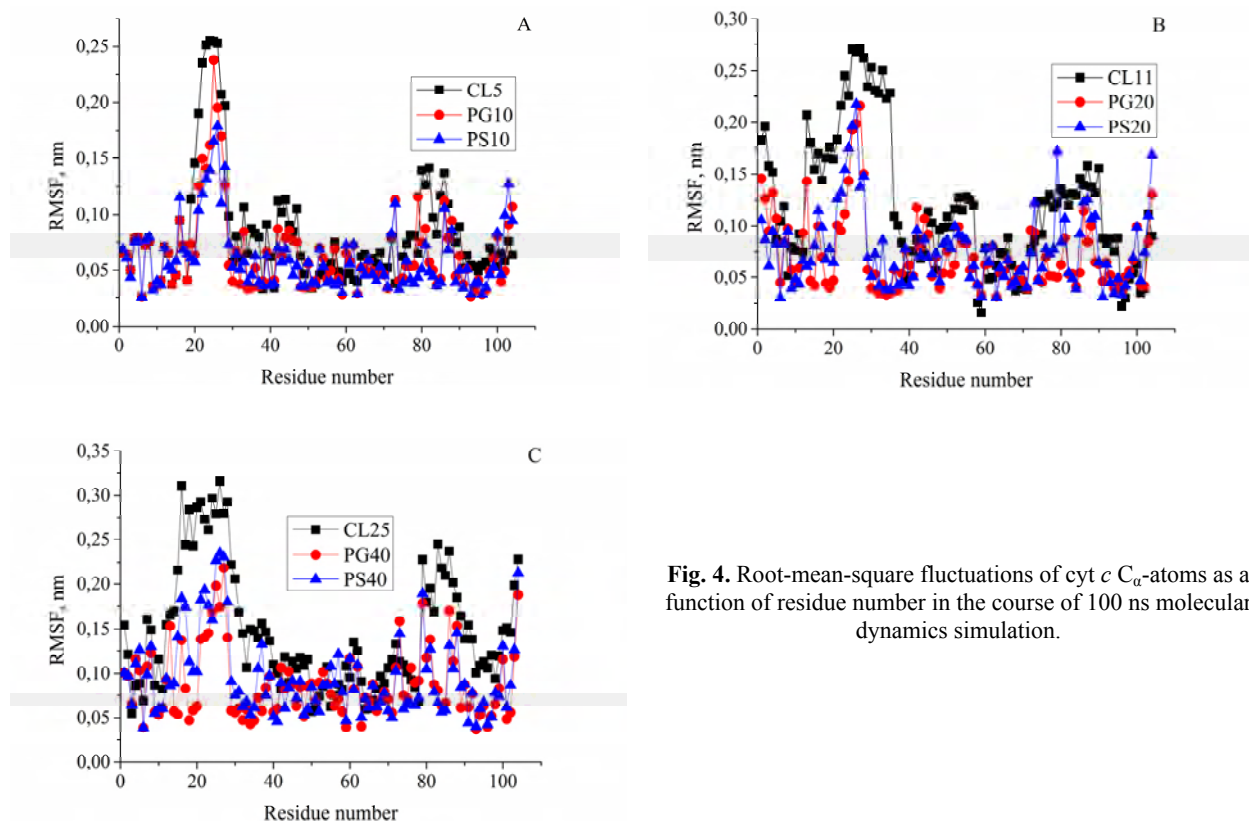 A
0,25
0,20
0,15
0,10
0,05
0,00
RMSF, nm
CL5
PG10
PS10
0 20 40 60 80 100
Residue number
B
0,30
0,25
0,20
0,15
0,10
0,05
0,00
RMSF, nm
CL11
PG20
PS20
0 20 40 60 80 100
Residue number
C
0,35
0,30
0,25
0,20
0,15
0,10
0,05
0,00
RMSF, nm
CL25
PG40
PS40
0 20 40 60 80 100
Residue number
Fig. 4. Root-mean-square fluctuations of cyt c Cα-atoms as a
function of residue number in the course of 100 ns molecular
dynamics simulation.